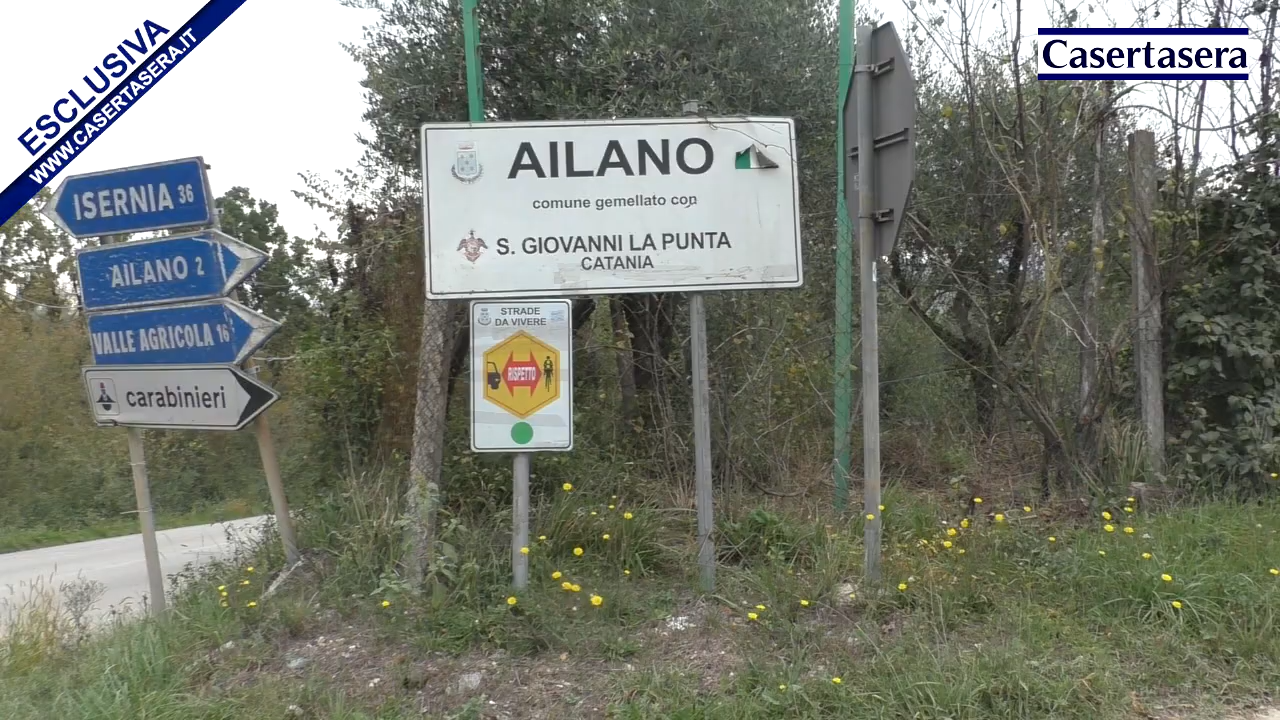 ESCLUSIVA
WWW.CASERTASERA.IT
Casertasera
ISERNIA 36
AILANO 2
VALLE AGRICOLA 16
carabinieri
AILANO
comune gemellato con
S. GIOVANNI LA PUNTA
CATANIA
STRADE
DA VIVERE
RISPETTO